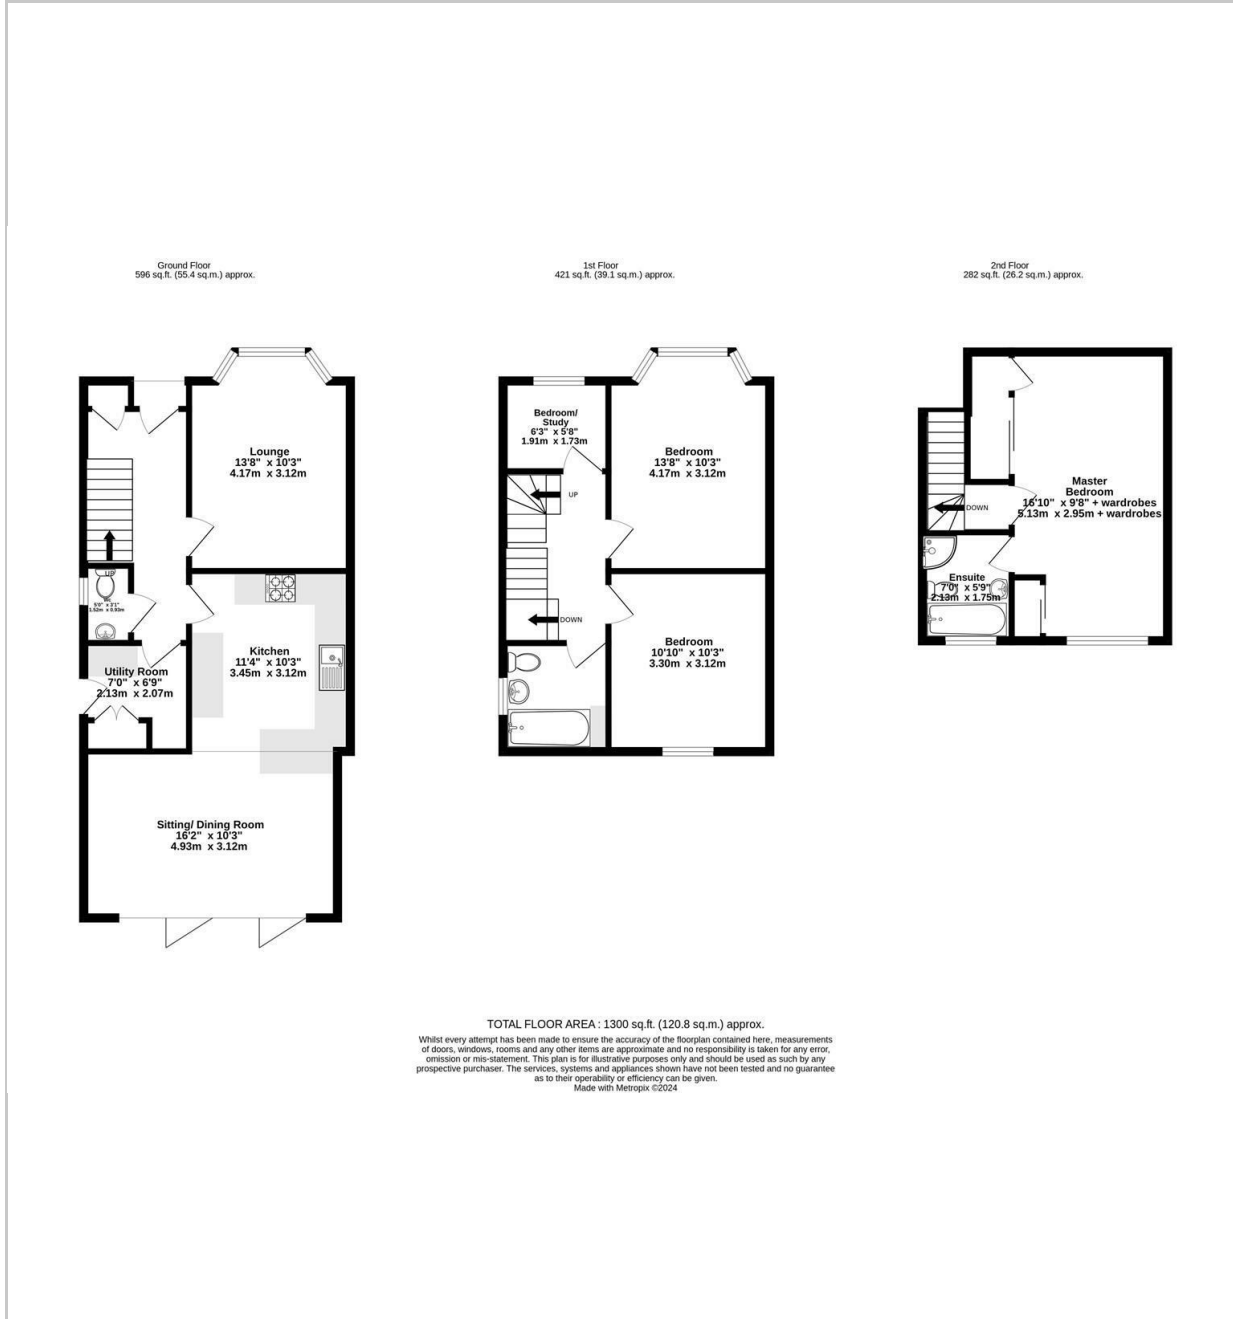 Ground Floor
596 sq.ft. (55.4 sq.m.) approx.
1st Floor
421 sq.ft. (39.1 sq.m.) approx.
2nd Floor
282 sq.ft. (26.2 sq.m.) approx.
Lounge
13'8" x 10'3"
4.17m x 3.12m
UP
WC
5'0" x 3'1"
1.52m x 0.93m
Kitchen
11'4" x 10'3"
3.45m x 3.12m
Utility Room
7'0" x 6'9"
2.13m x 2.07m
Sitting/ Dining Room
16'2" x 10'3"
4.93m x 3.12m
Bedroom/
Study
6'3" x 5'8"
1.91m x 1.73m
Bedroom
13'8" x 10'3"
4.17m x 3.12m
UP
DOWN
Bedroom
10'10" x 10'3"
3.30m x 3.12m
Master
Bedroom
16'10" x 9'8" + wardrobes
5.13m x 2.95m + wardrobes
DOWN
Ensuite
7'0" x 5'9"
2.13m x 1.75m
TOTAL FLOOR AREA : 1300 sq.ft. (120.8 sq.m.) approx.
Whilst every attempt has been made to ensure the accuracy of the floorplan contained here, measurements
of doors, windows, rooms and any other items are approximate and no responsibility is taken for any error,
omission or mis-statement. This plan is for illustrative purposes only and should be used as such by any
prospective purchaser. The services, systems and appliances shown have not been tested and no guarantee
as to their operability or efficiency can be given.
Made with Metropix ©2024